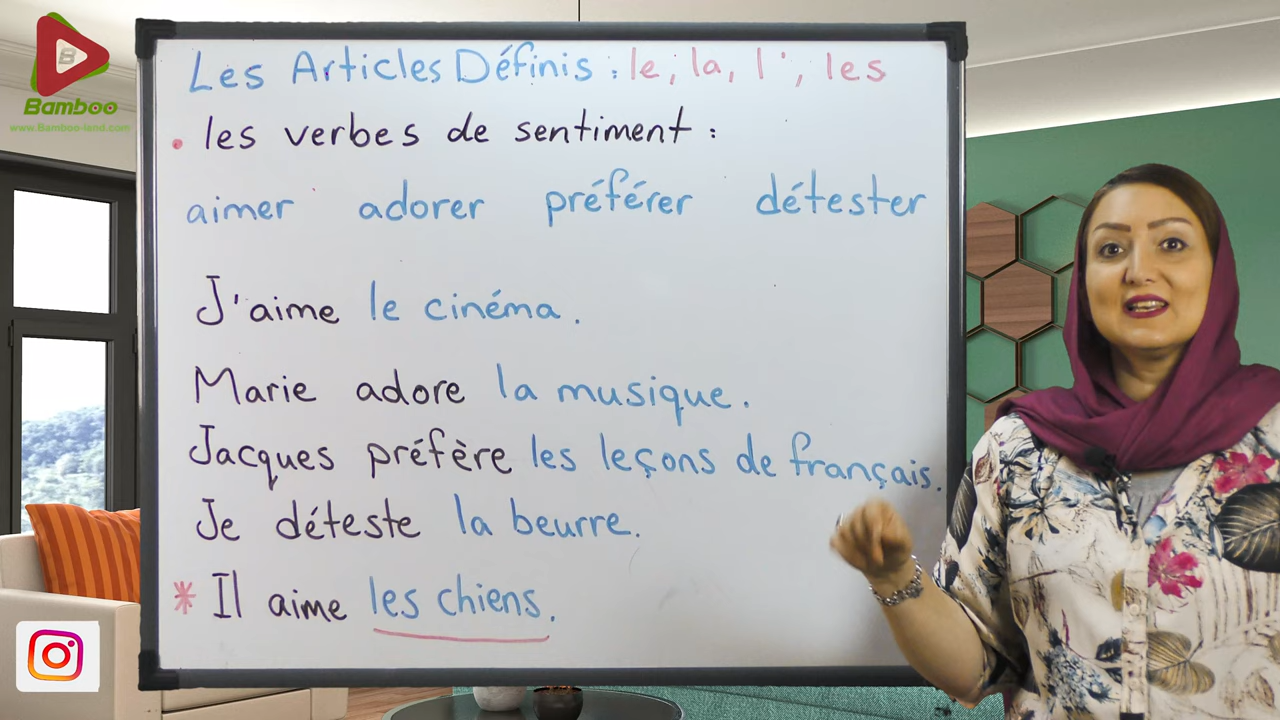 Bamboo
www.Bamboo-land.com
Les Articles Définis : le, la, l', les
• les verbes de sentiment :
aimer adorer préférer détester
J'aime le cinéma.
Marie adore la musique.
Jacques préfère les leçons de français.
Je déteste la beurre.
* Il aime les chiens.